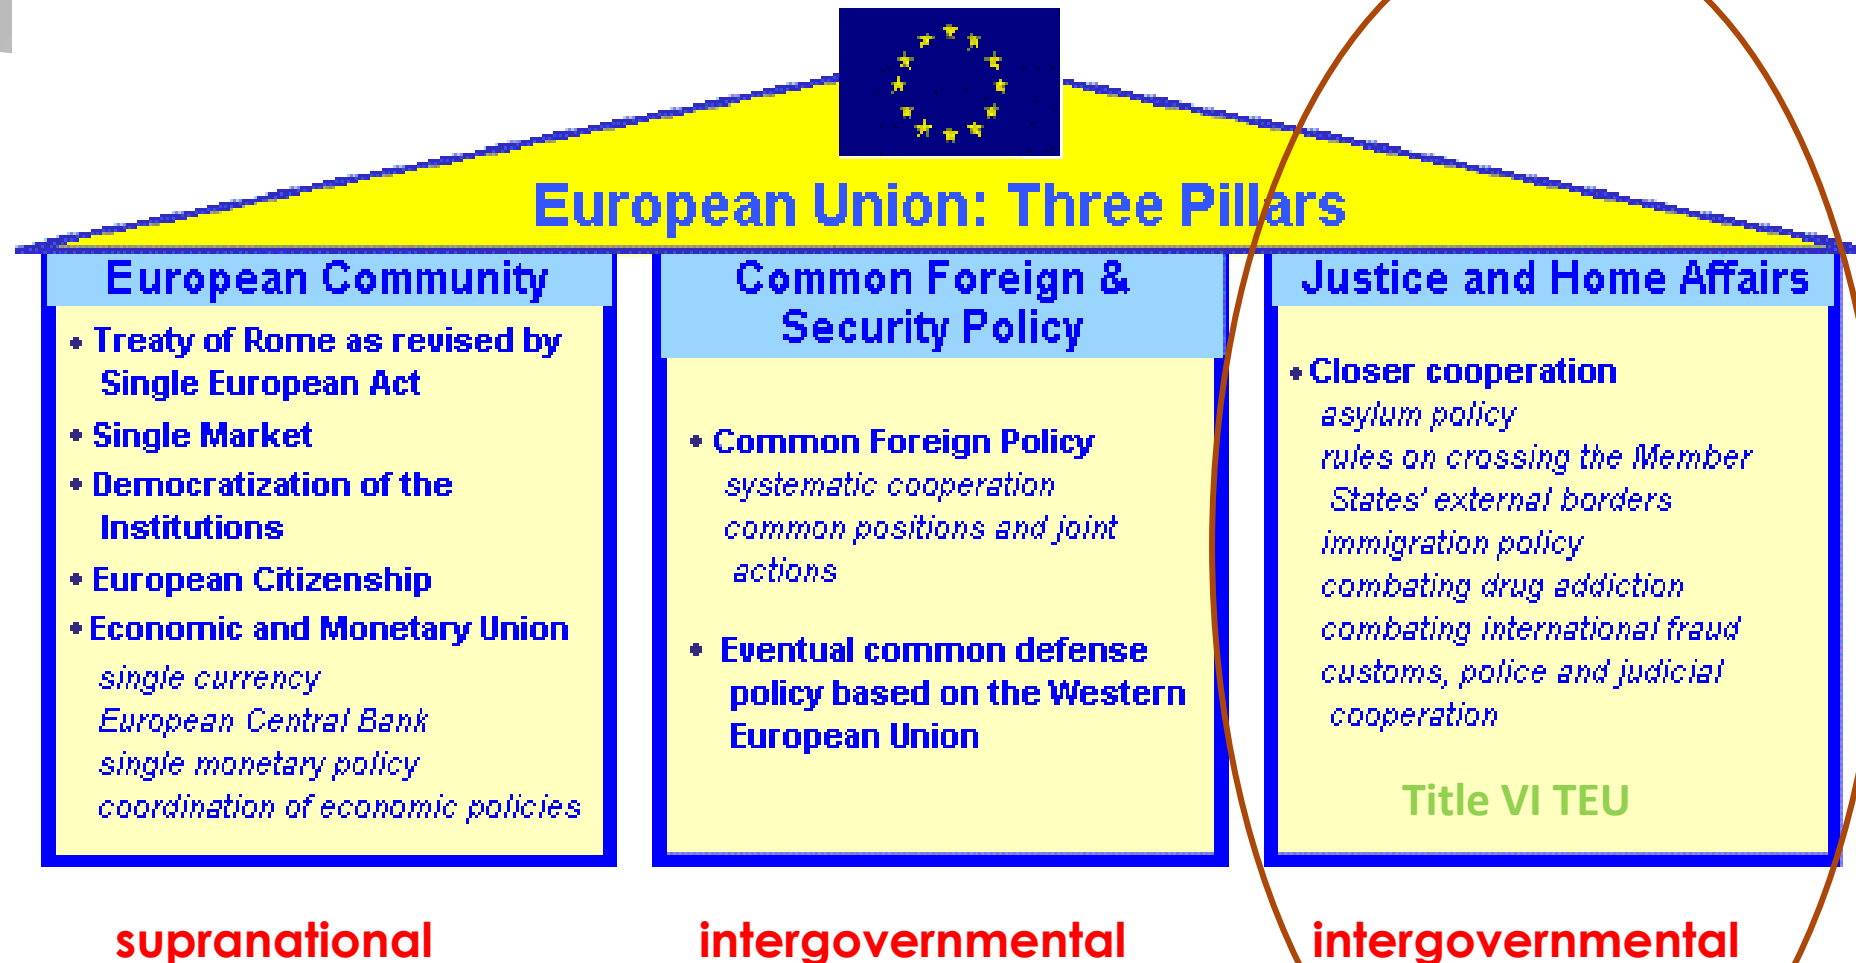 European Union: Three Pillars
European Community
• Treaty of Rome as revised by
Single European Act
• Single Market
• Democratization of the
Institutions
• European Citizenship
• Economic and Monetary Union
single currency
European Central Bank
single monetary policy
coordination of economic policies
supranational
Common Foreign &
Security Policy
• Common Foreign Policy
systematic cooperation
common positions and joint
actions
• Eventual common defense
policy based on the Western
European Union
intergovernmental
Justice and Home Affairs
• Closer cooperation
asylum policy
rules on crossing the Member
States' external borders
immigration policy
combating drug addiction
combating international fraud
customs, police and judicial
cooperation
Title VI TEU
intergovernmental